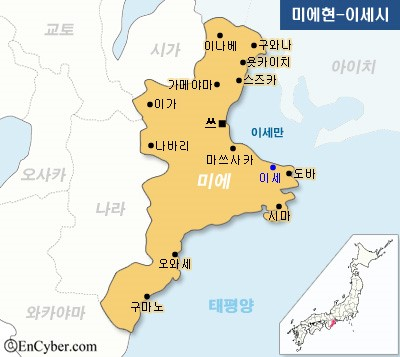 미에현-이세시
교토
시가
이나베
구와나
욧카이치
아이치
가메야마
스즈카
이가
쓰
이세만
나바리
마쓰사카
오사카
미에
이세
도바
나라
시마
오와세
와카야마
구마노
태평양
©EnCyber.com